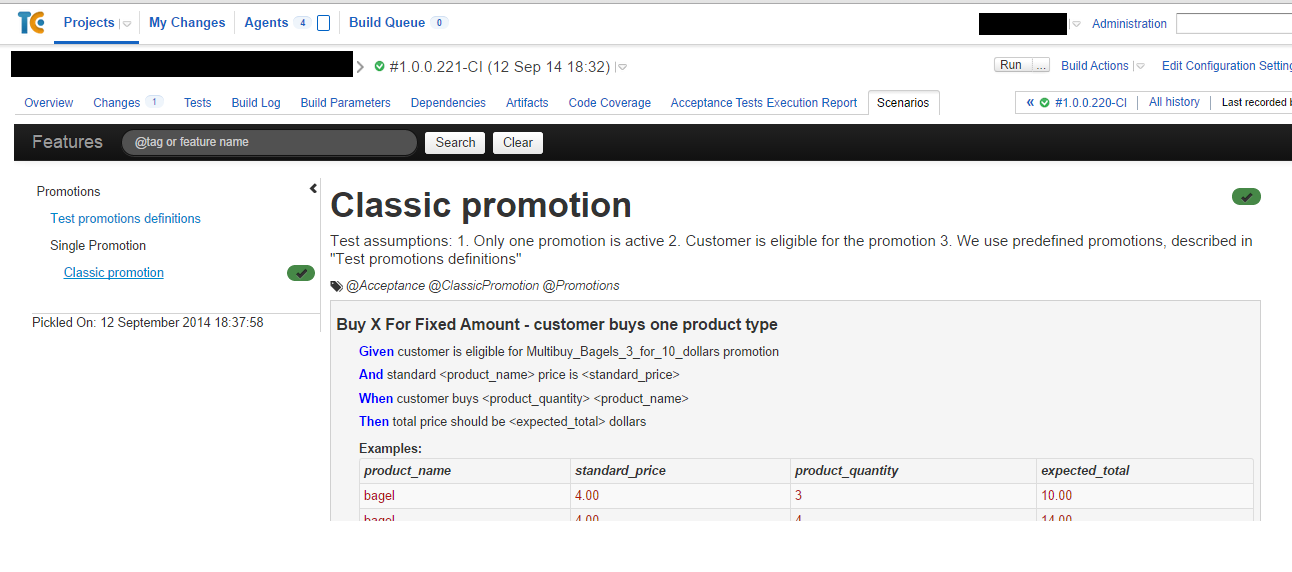 TC Projects My Changes Agents 4 Build Queue 0 Administration
#1.0.0.221-CI (12 Sep 14 18:32) Run ... Build Actions Edit Configuration Setting
Overview Changes 1 Tests Build Log Build Parameters Dependencies Artifacts Code Coverage Acceptance Tests Execution Report Scenarios « #1.0.0.220-CI All history Last recorded
Features @tag or feature name Search Clear
Promotions
Test promotions definitions
Single Promotion
Classic promotion
Pickled On: 12 September 2014 18:37:58
Classic promotion
Test assumptions: 1. Only one promotion is active 2. Customer is eligible for the promotion 3. We use predefined promotions, described in
"Test promotions definitions"
@Acceptance @ClassicPromotion @Promotions
Buy X For Fixed Amount - customer buys one product type
Given customer is eligible for Multibuy_Bagels_3_for_10_dollars promotion
And standard <product_name> price is <standard_price>
When customer buys <product_quantity> <product_name>
Then total price should be <expected_total> dollars
Examples:
product_name standard_price product_quantity expected_total
bagel 4.00 3 10.00
bagel 4.00 4 14.00